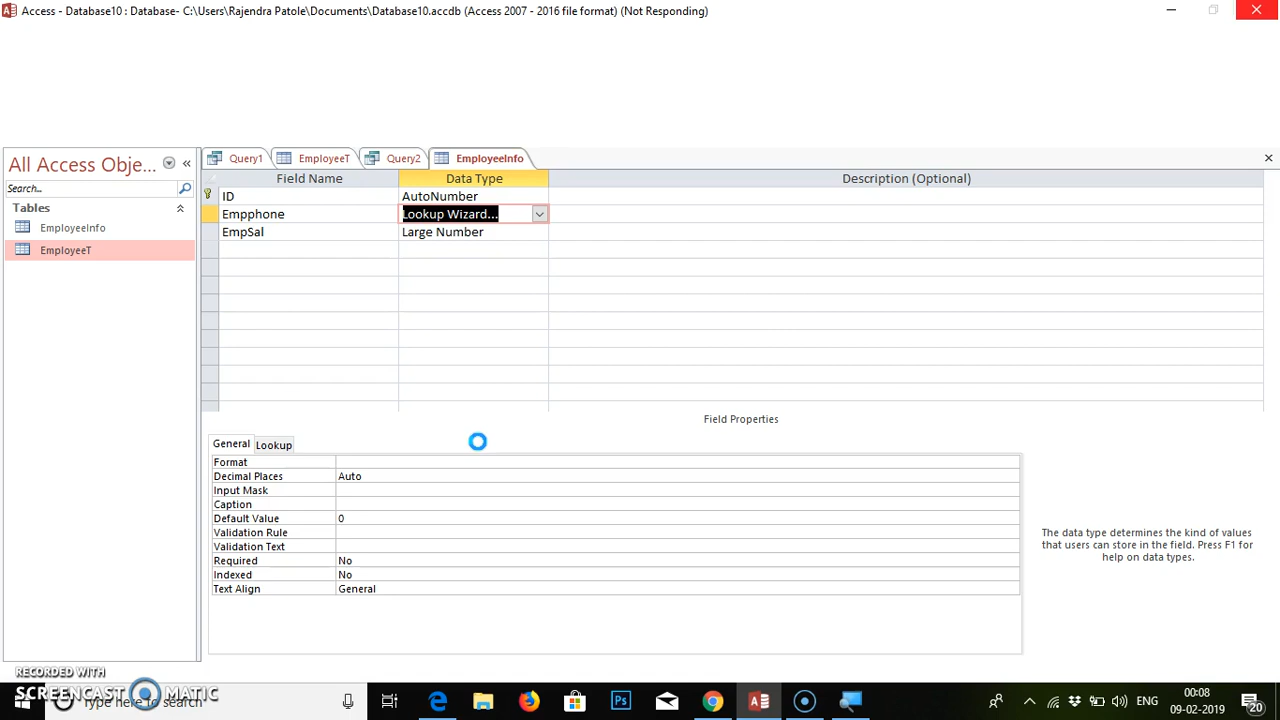 Access - Database10 : Database- C:\Users\Rajendra Patole\Documents\Database10.accdb (Access 2007 - 2016 file format) (Not Responding)
All Access Obje...
Query1 EmployeeT Query2 EmployeeInfo
Search...
Tables
EmployeeInfo
EmployeeT
Field Name Data Type Description (Optional)
ID AutoNumber
Empphone Lookup Wizard...
EmpSal Large Number
Field Properties
General Lookup
Format
Decimal Places Auto
Input Mask
Caption
Default Value 0
Validation Rule
Validation Text
Required No
Indexed No
Text Align General
The data type determines the kind of values
that users can store in the field. Press F1 for
help on data types.
RECORDED WITH
SCREENCAST MATIC
Type here to search
Ps
ENG
00:08
09-02-2019
20